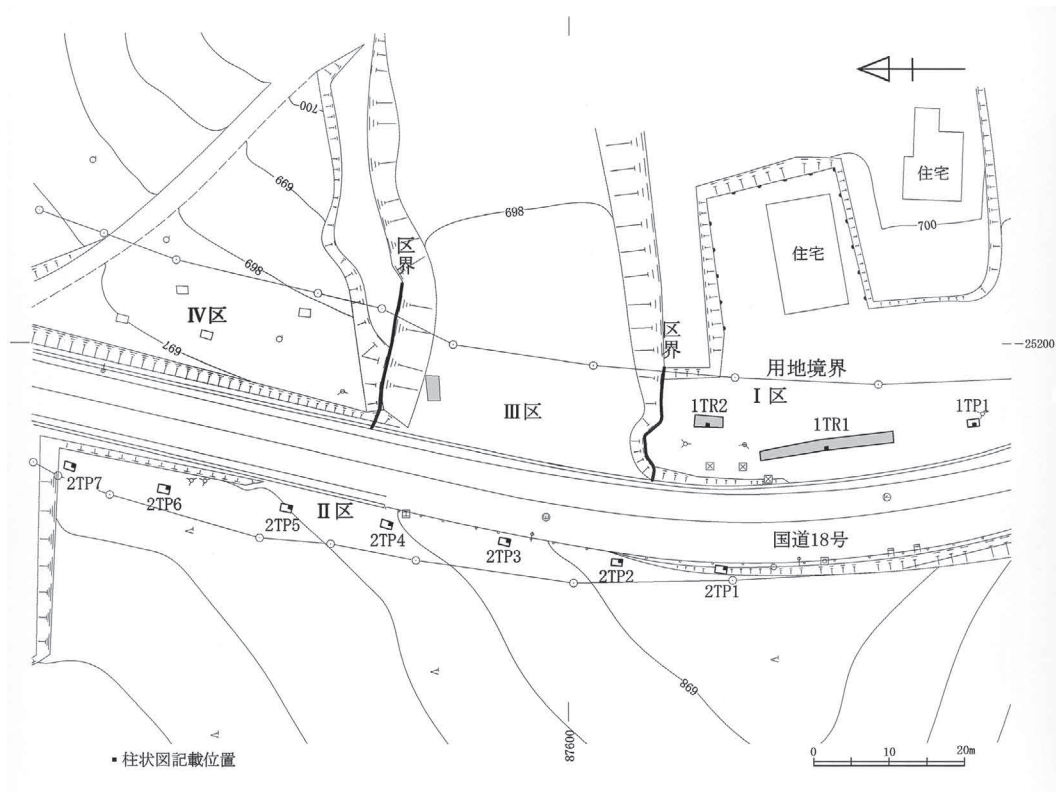 700
住宅
669
区界
698
700
住宅
698
区界
Ⅳ区
697
25200
用地境界
Ⅲ区
Ⅰ区
1TR2
1TR1
1TP1
2TP7
2TP6
2TP5
Ⅱ区
2TP4
2TP3
国道18号
2TP2
2TP1
698
87600
0 10 20m
▪柱状図記載位置